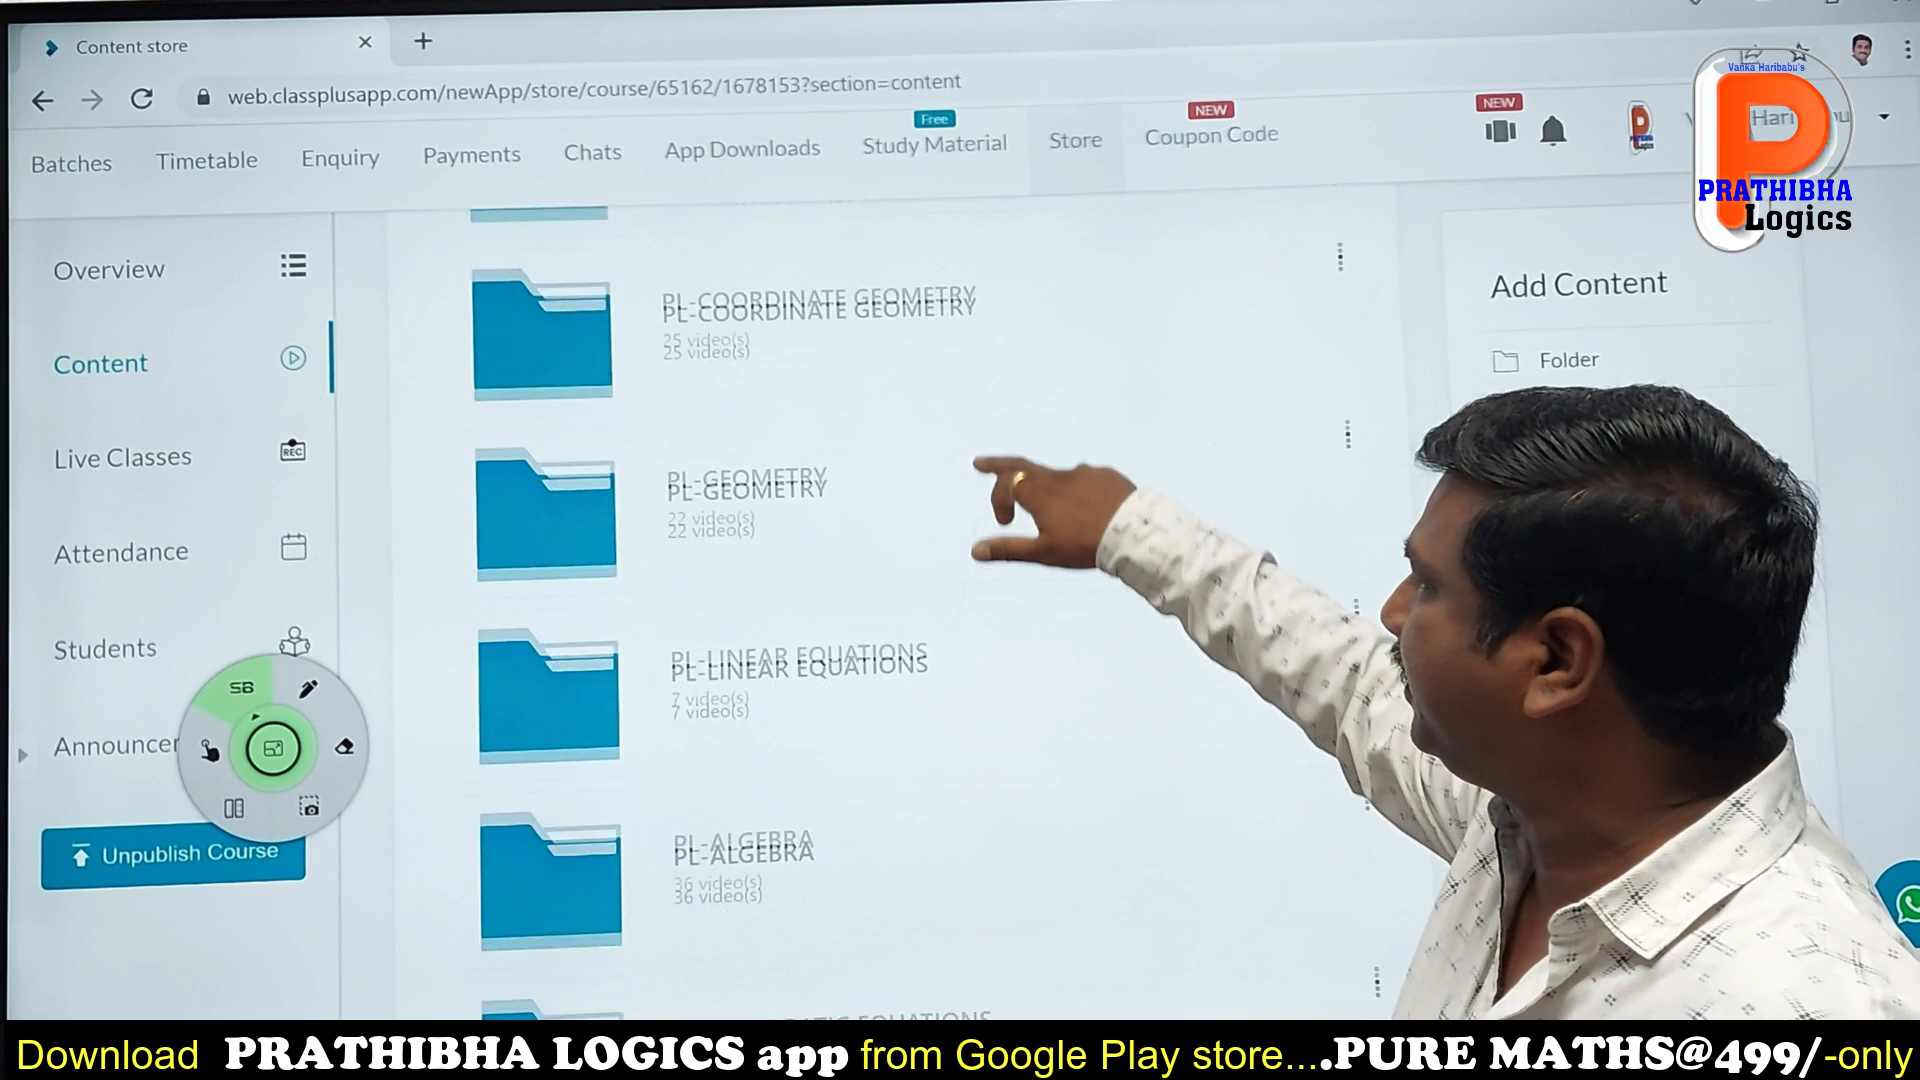 Content store
web.classplusapp.com/newApp/store/course/65162/1678153?section=content
Batches
Timetable
Enquiry
Payments
Chats
App Downloads
Free
Study Material
Store
NEW
Coupon Code
NEW
Hari
Vanka Haribabu's
P
PRATHIBHA
Logics
Overview
Content
Live Classes
REC
Attendance
Students
SB
Unpublish Course
PL-COORDINATE GEOMETRY
25 video(s)
PL-GEOMETRY
22 video(s)
PL-LINEAR EQUATIONS
7 video(s)
PL-ALGEBRA
36 video(s)
EQUATIONS
Add Content
Folder
Download PRATHIBHA LOGICS app from Google Play store....PURE MATHS@499/-only